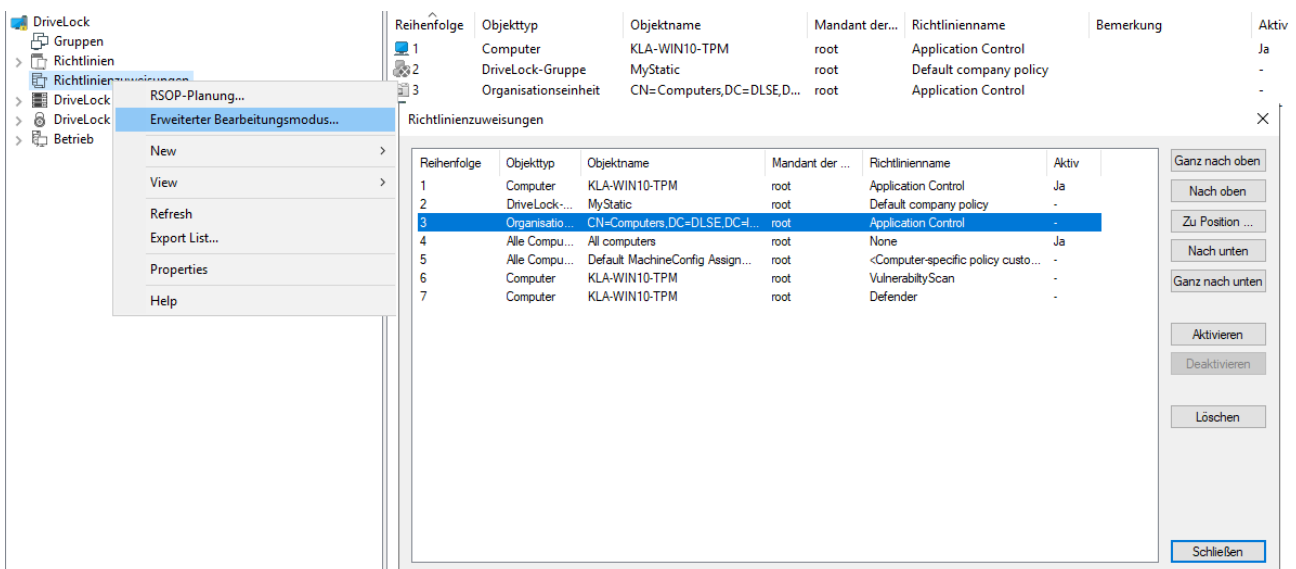 DriveLock
Gruppen
Richtlinien
Richtlinienzuweisungen
DriveLock
DriveLock
Betrieb
RSOP-Planung...
Erweiterter Bearbeitungsmodus...
New
View
Refresh
Export List...
Properties
Help
Reihenfolge Objekttyp Objektname Mandant der... Richtlinienname Bemerkung Aktiv
1 Computer KLA-WIN10-TPM root Application Control Ja
2 DriveLock-Gruppe MyStatic root Default company policy -
3 Organisationseinheit CN=Computers,DC=DLSE,D... root Application Control -
Richtlinienzuweisungen
Reihenfolge Objekttyp Objektname Mandant der ... Richtlinienname Aktiv
1 Computer KLA-WIN10-TPM root Application Control Ja
2 DriveLock-... MyStatic root Default company policy -
3 Organisatio... CN=Computers,DC=DLSE,DC=l... root Application Control -
4 Alle Compu... All computers root None Ja
5 Alle Compu... Default MachineConfig Assign... root <Computer-specific policy custo... -
6 Computer KLA-WIN10-TPM root VulnerabiltyScan -
7 Computer KLA-WIN10-TPM root Defender -
Ganz nach oben
Nach oben
Zu Position ...
Nach unten
Ganz nach unten
Aktivieren
Deaktivieren
Löschen
Schließen